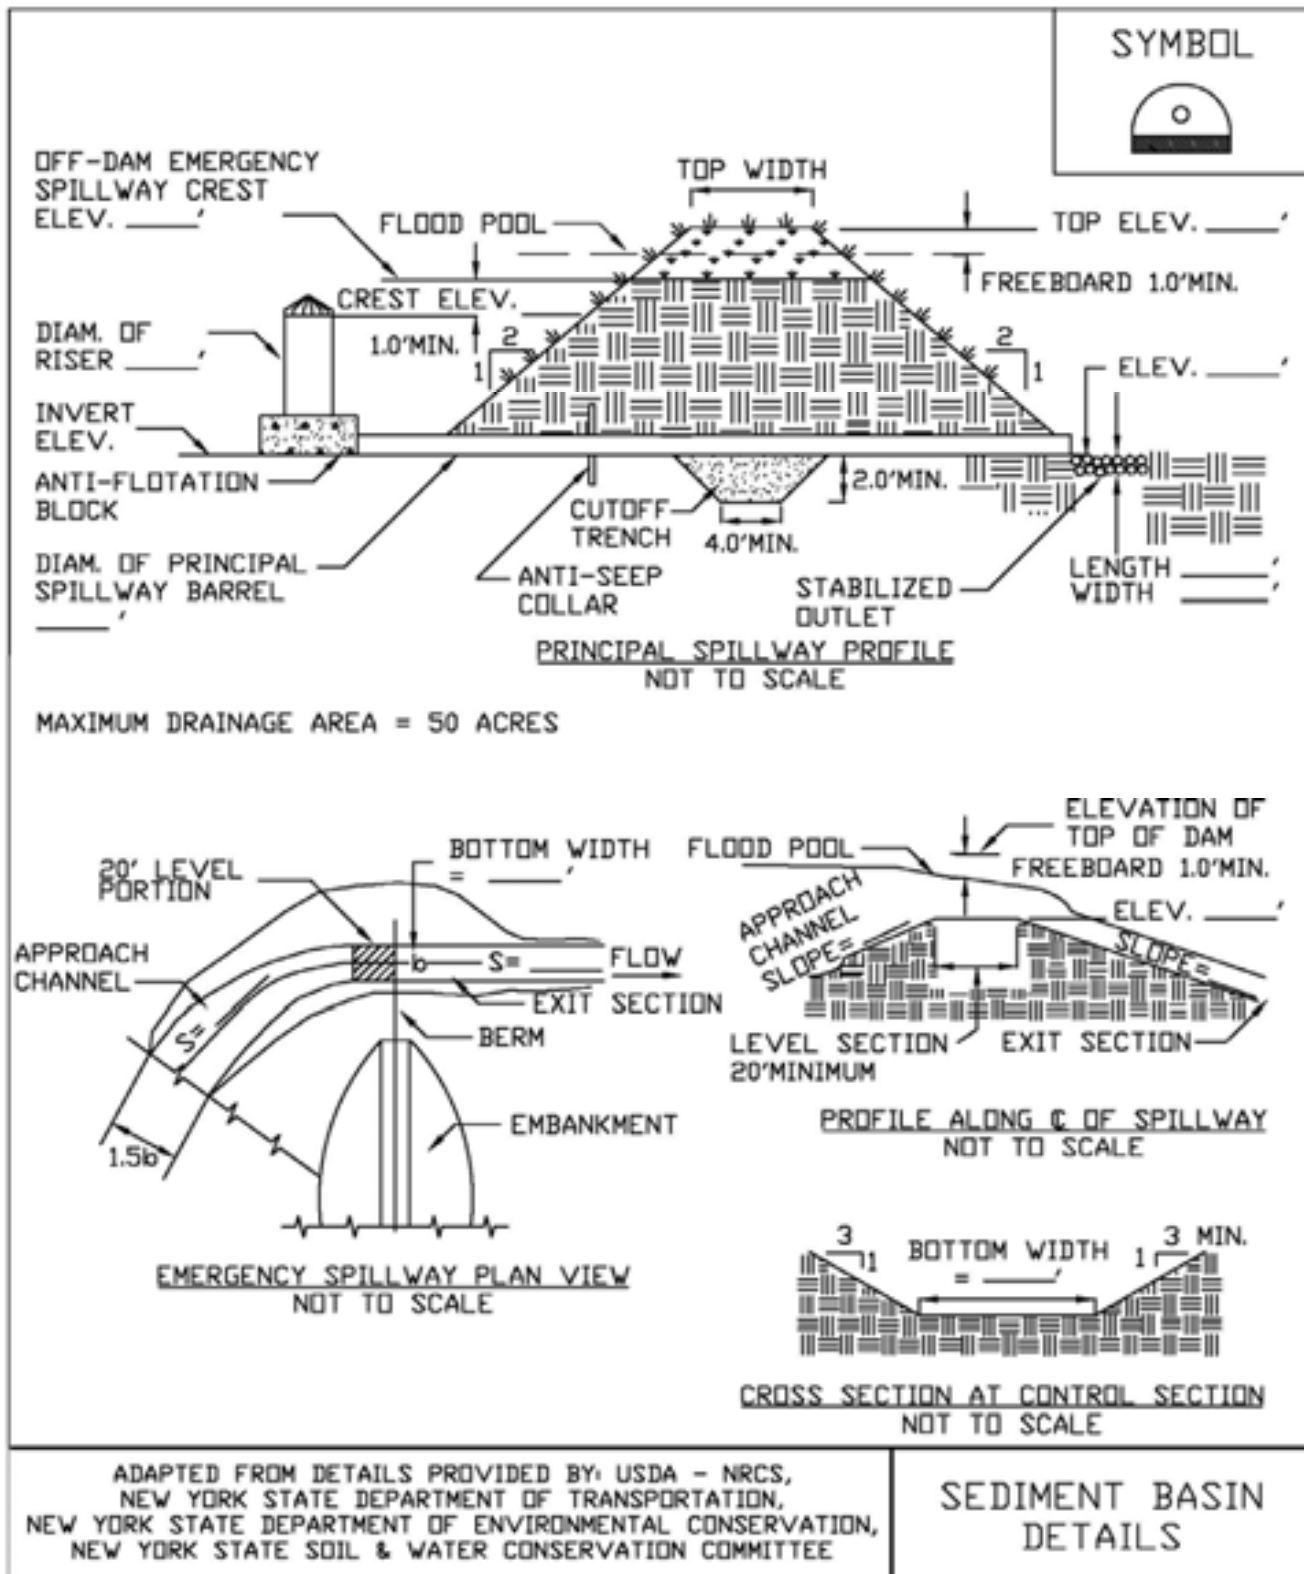 SYMBOL
OFF-DAM EMERGENCY
SPILLWAY CREST
ELEV. ____'
TOP WIDTH
FLOOD POOL
TOP ELEV. ____'
FREEBOARD 1.0'MIN.
CREST ELEV.
1.0'MIN.
DIAM. OF
RISER ____'
2
1
2
1
ELEV. ____'
INVERT
ELEV.
ANTI-FLOTATION
BLOCK
2.0'MIN.
CUTOFF
TRENCH
4.0'MIN.
DIAM. OF PRINCIPAL
SPILLWAY BARREL
____'
ANTI-SEEP
COLLAR
STABILIZED
OUTLET
LENGTH ____'
WIDTH ____'
PRINCIPAL SPILLWAY PROFILE
NOT TO SCALE
MAXIMUM DRAINAGE AREA = 50 ACRES
20' LEVEL
PORTION
BOTTOM WIDTH
= ____'
APPROACH
CHANNEL
b
S= ____
FLOW
EXIT SECTION
S=
BERM
EMBANKMENT
1.5b
EMERGENCY SPILLWAY PLAN VIEW
NOT TO SCALE
ELEVATION OF
TOP OF DAM
FLOOD POOL
FREEBOARD 1.0'MIN.
APPROACH
CHANNEL
SLOPE=
ELEV. ____'
SLOPE=
LEVEL SECTION
20'MINIMUM
EXIT SECTION
PROFILE ALONG ℄ OF SPILLWAY
NOT TO SCALE
3
1
BOTTOM WIDTH
= ____'
3 MIN.
1
CROSS SECTION AT CONTROL SECTION
NOT TO SCALE
ADAPTED FROM DETAILS PROVIDED BY: USDA - NRCS,
NEW YORK STATE DEPARTMENT OF TRANSPORTATION,
NEW YORK STATE DEPARTMENT OF ENVIRONMENTAL CONSERVATION,
NEW YORK STATE SOIL & WATER CONSERVATION COMMITTEE
SEDIMENT BASIN
DETAILS